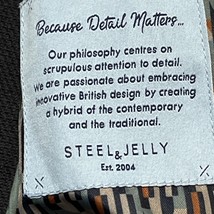 Because Detail Matters...
Our philosophy centres on
scrupulous attention to detail.
We are passionate about embracing
innovative British design by creating
a hybrid of the contemporary
and the traditional.
STEEL & JELLY
Est. 2004